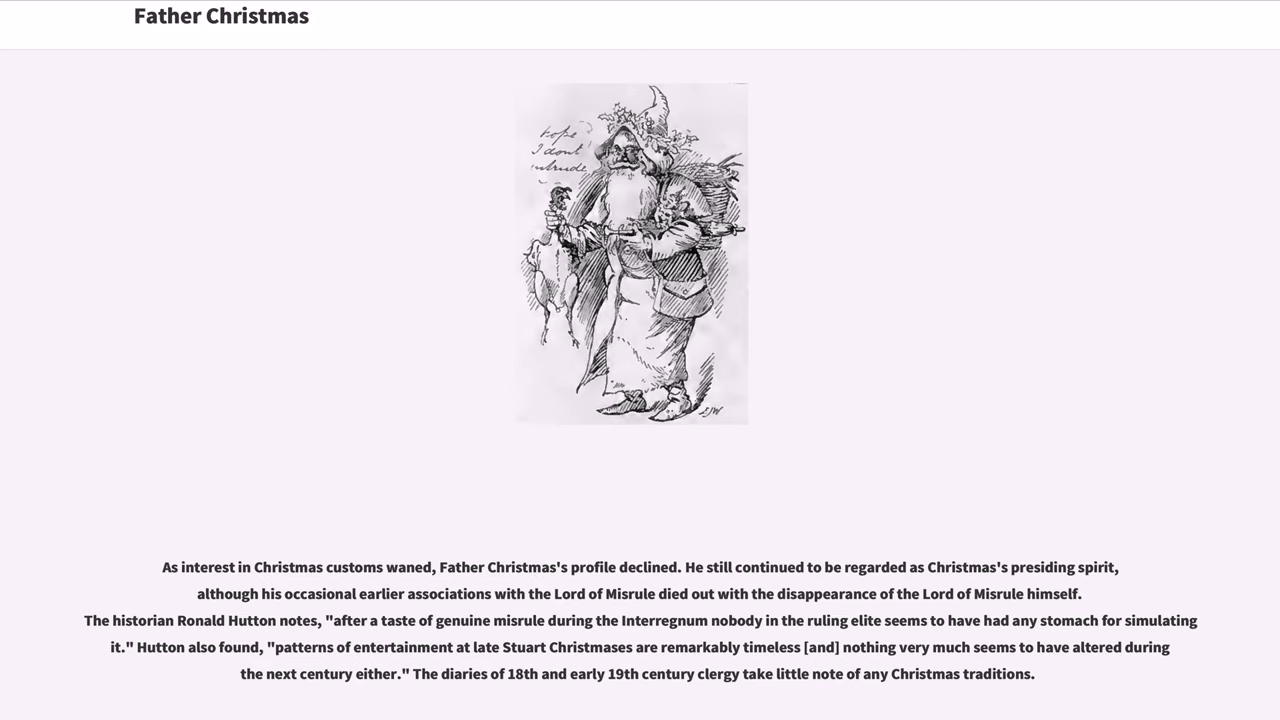 Father Christmas
hope
I dont
intrude
EJW
As interest in Christmas customs waned, Father Christmas's profile declined. He still continued to be regarded as Christmas's presiding spirit,
although his occasional earlier associations with the Lord of Misrule died out with the disappearance of the Lord of Misrule himself.
The historian Ronald Hutton notes, "after a taste of genuine misrule during the Interregnum nobody in the ruling elite seems to have had any stomach for simulating
it." Hutton also found, "patterns of entertainment at late Stuart Christmases are remarkably timeless [and] nothing very much seems to have altered during
the next century either." The diaries of 18th and early 19th century clergy take little note of any Christmas traditions.